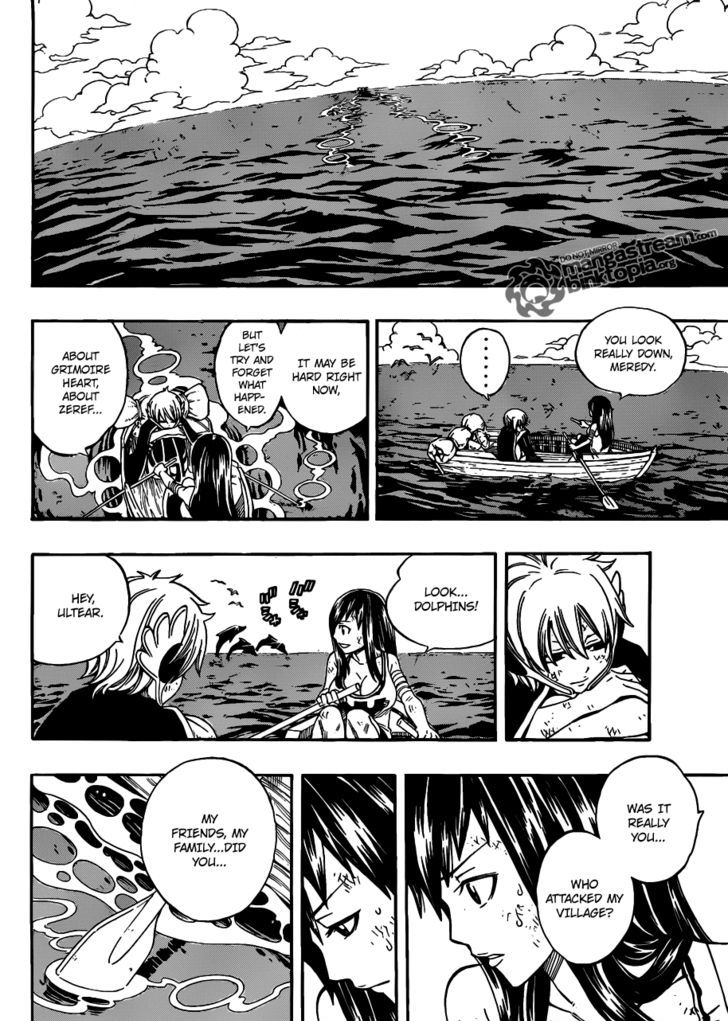 DO NOT MIRROR
mangastream.com
binktopia.org
YOU LOOK
REALLY DOWN,
MEREDY.
......
IT MAY BE
HARD RIGHT
NOW,
BUT
LET'S
TRY AND
FORGET
WHAT
HAPP-
ENED.
ABOUT
GRIMOIRE
HEART,
ABOUT
ZEREF...
LOOK...
DOLPHINS!
HEY,
ULTEAR.
WAS IT
REALLY
YOU...
WHO
ATTACKED MY
VILLAGE?
MY
FRIENDS, MY
FAMILY...DID
YOU...